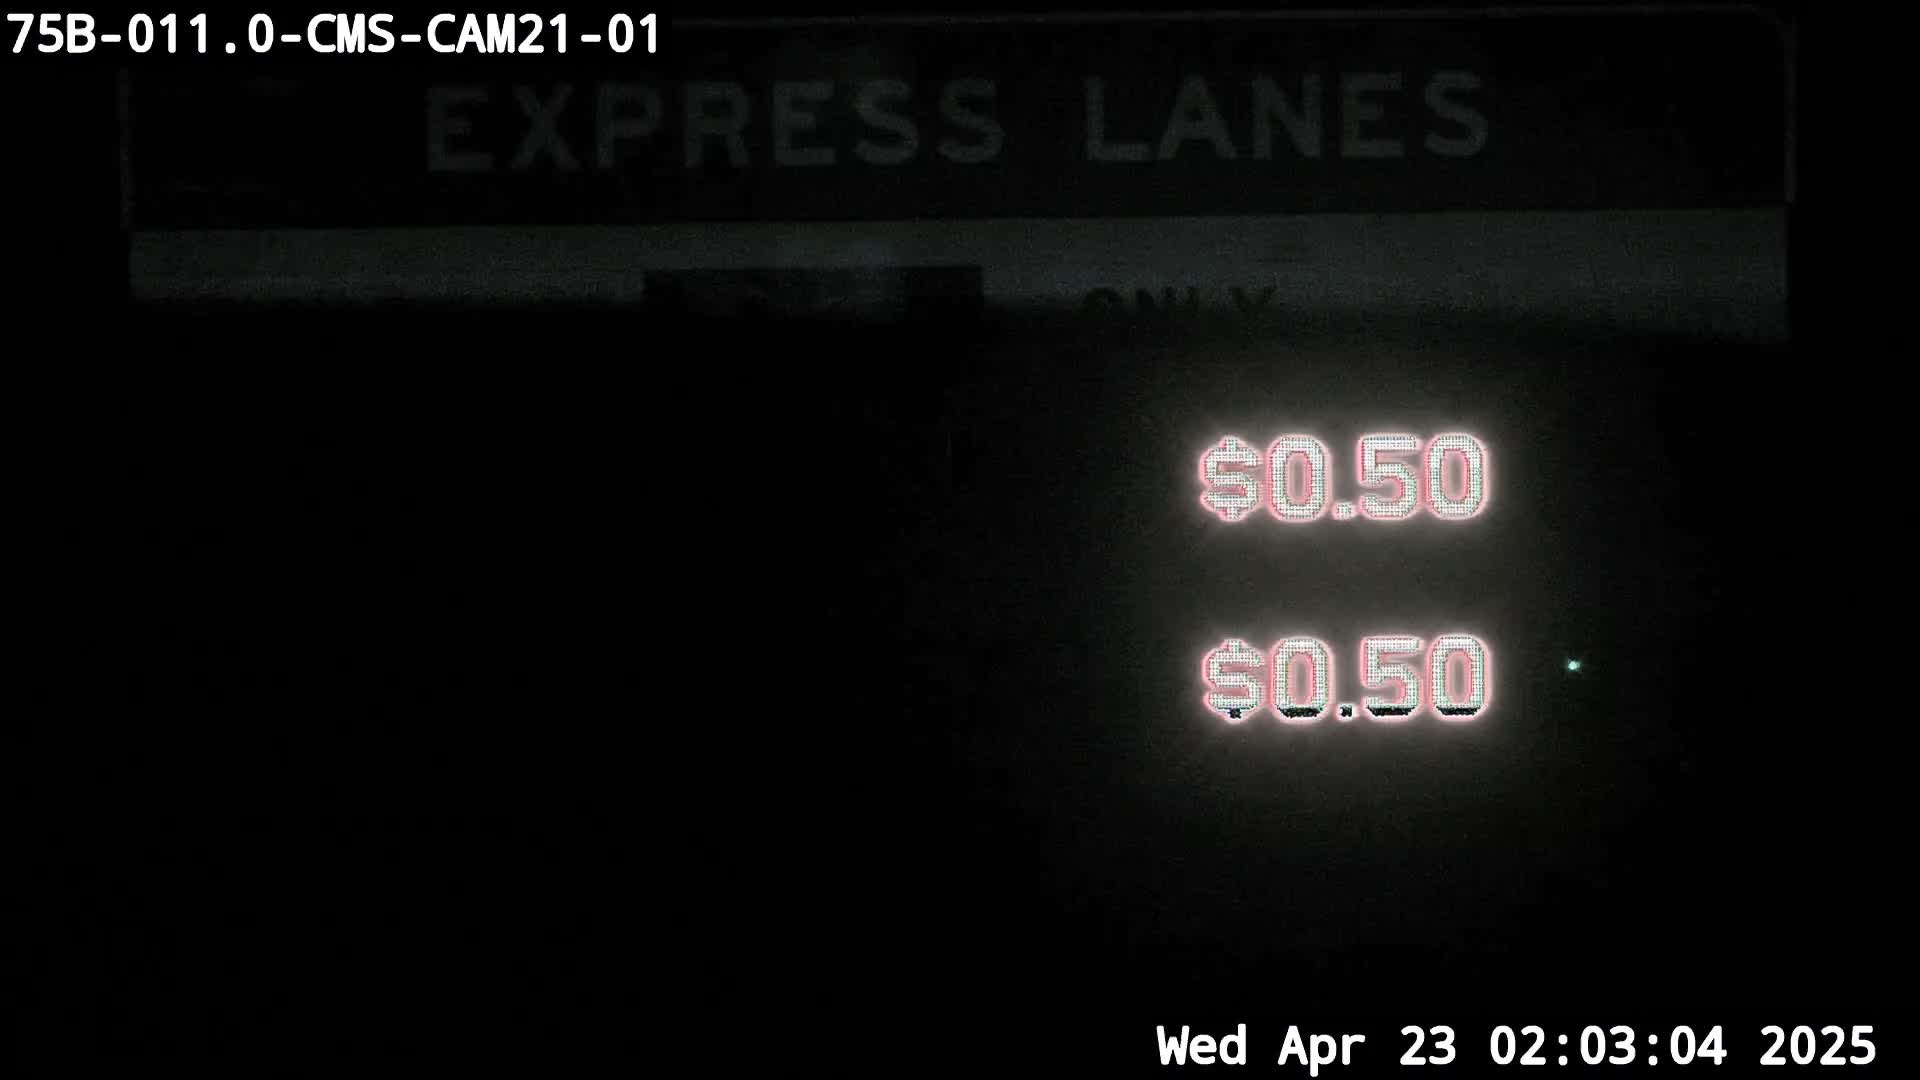 75B-011.0-CMS-CAM21-01
EXPRESS LANES
ONLY
$0.50
$0.50
Wed Apr 23 02:03:04 2025